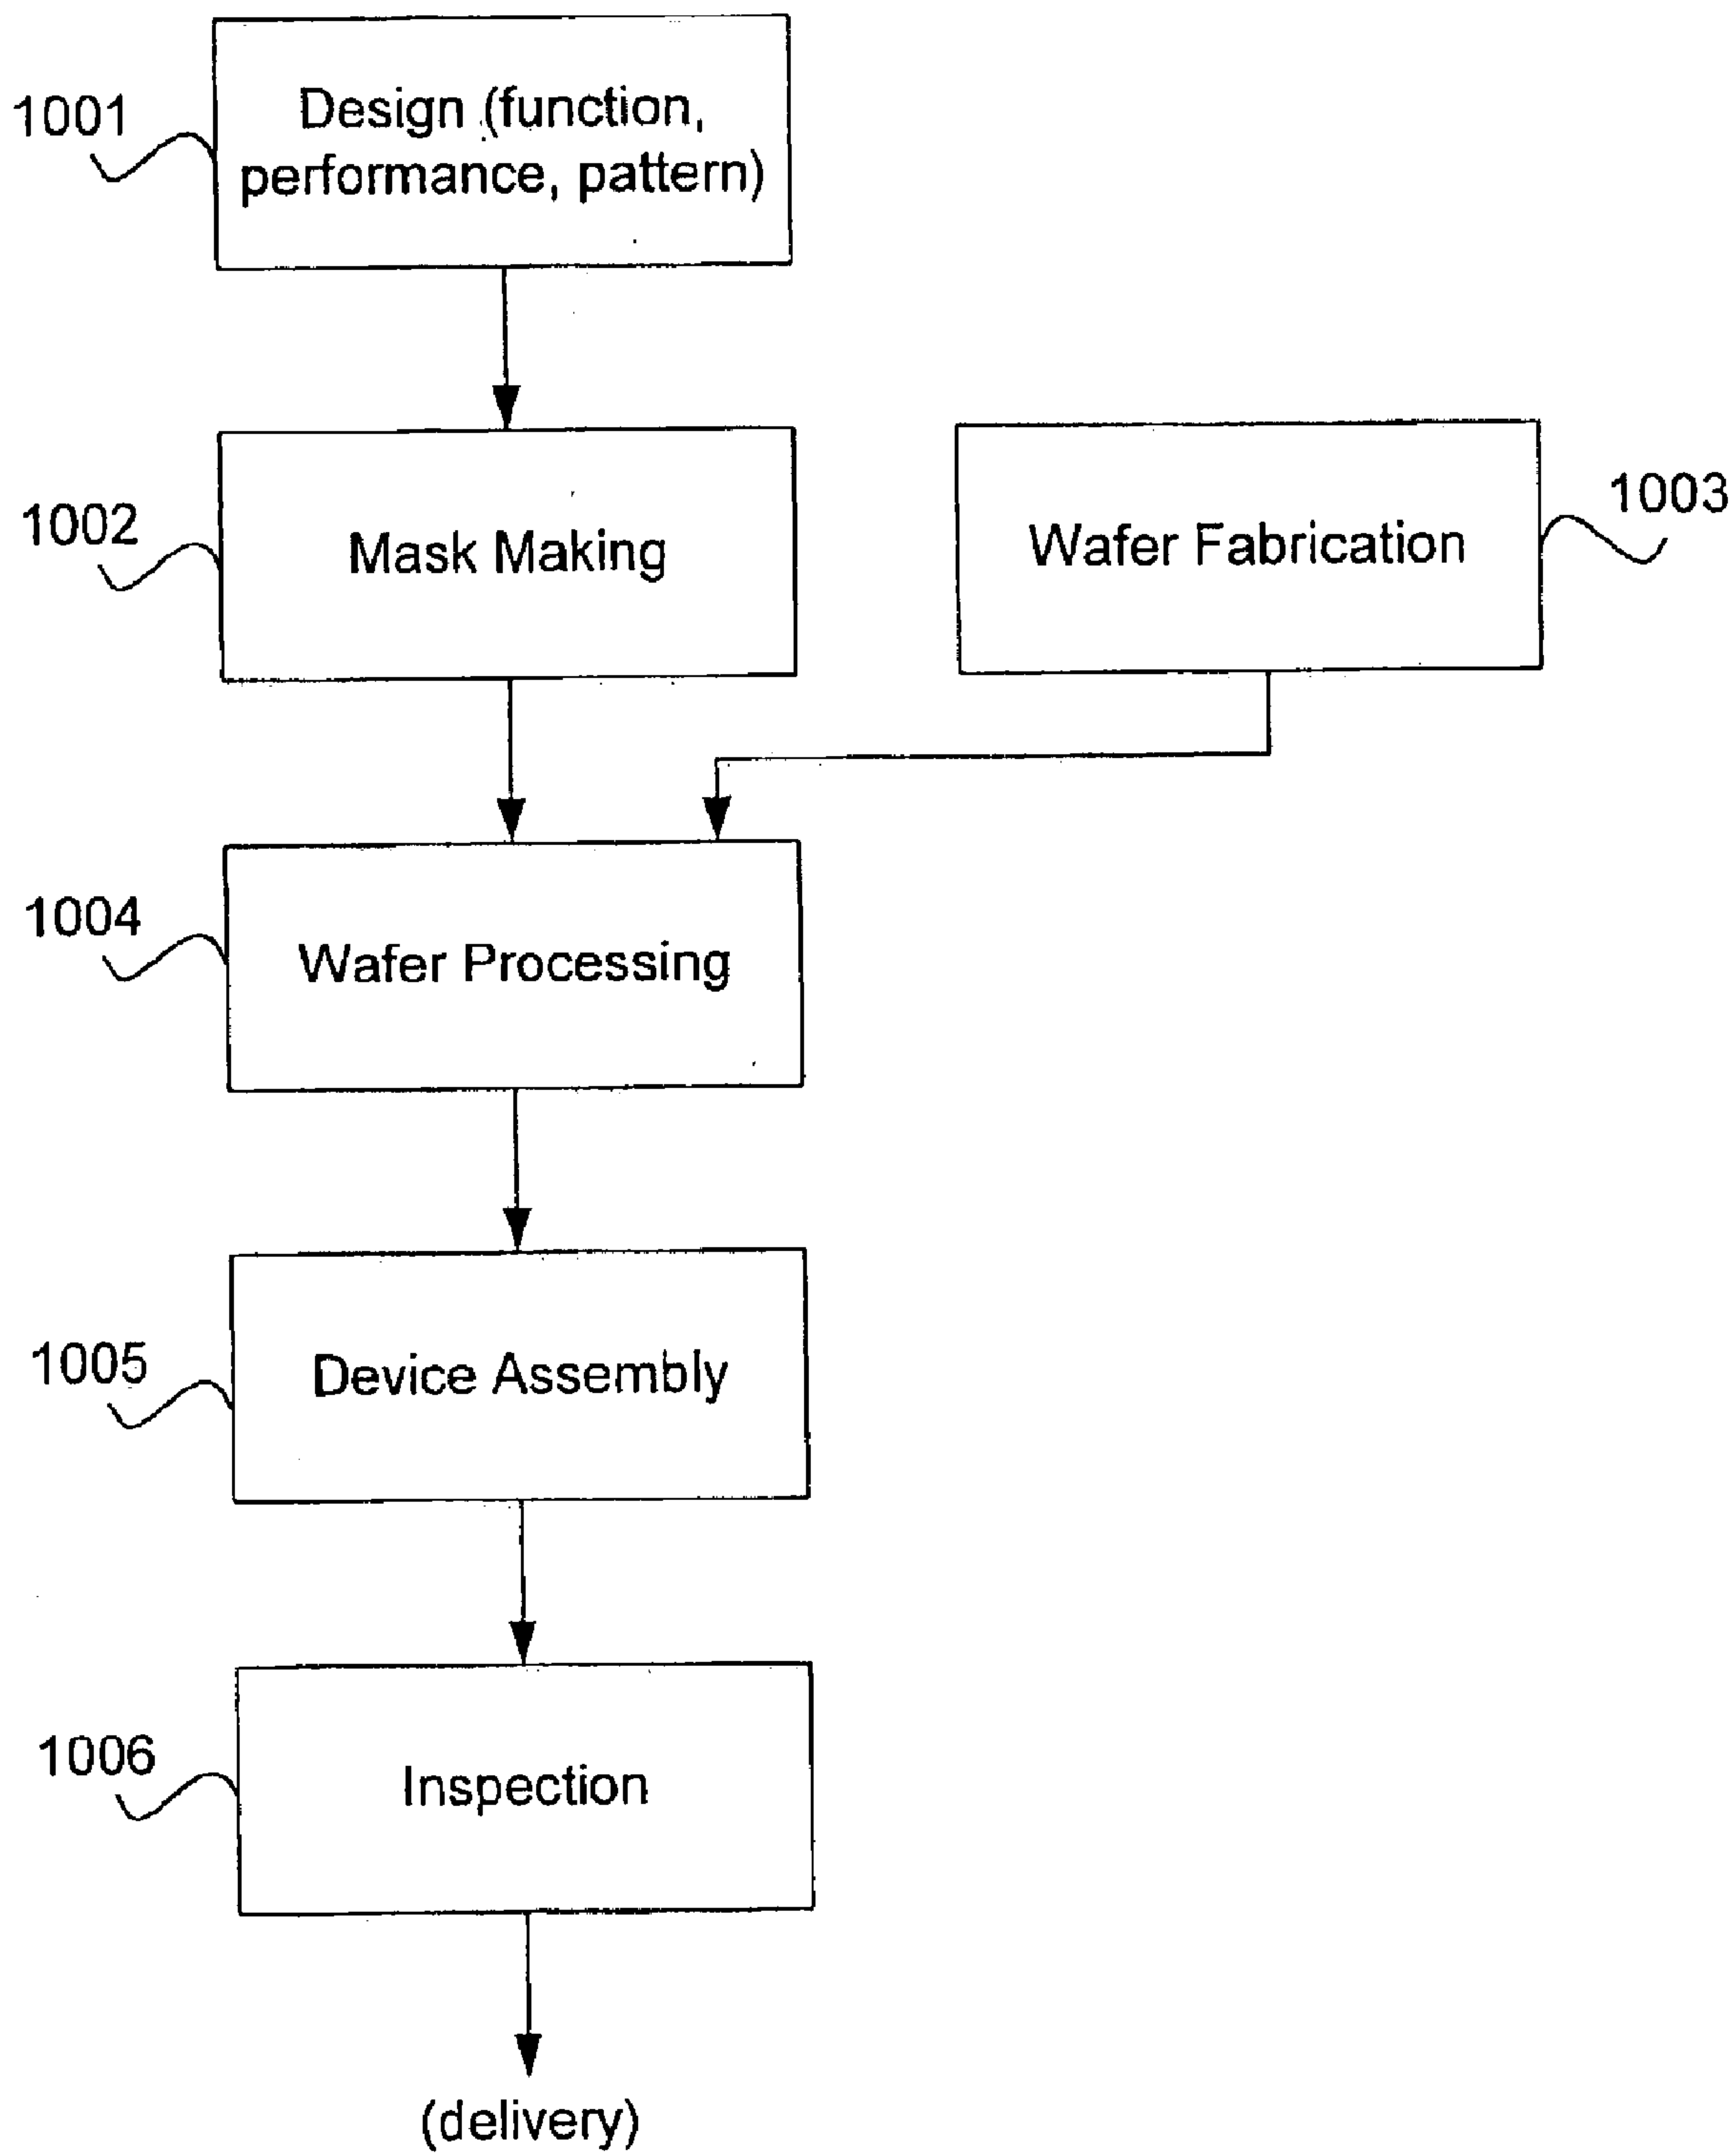 1001
Design (function,
performance, pattern)
1002
Mask Making
Wafer Fabrication
1003
1004
Wafer Processing
1005
Device Assembly
1006
Inspection
(delivery)